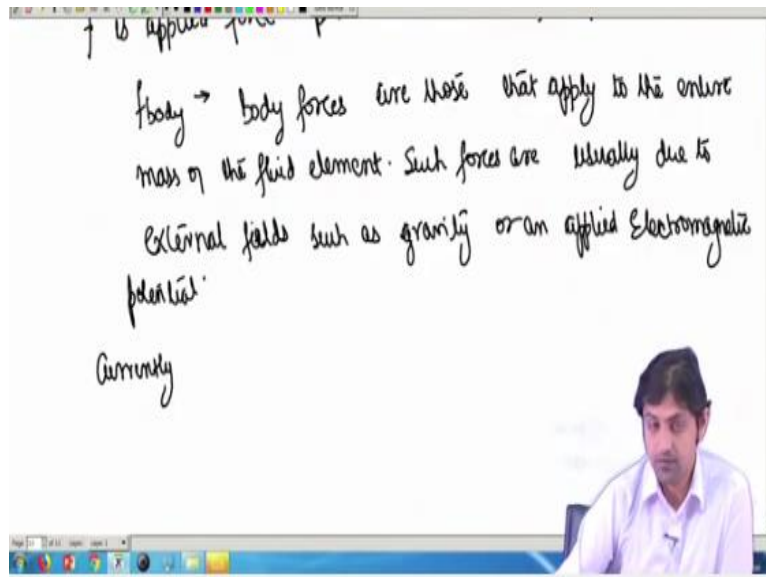 f is applied force
fbody → body forces are those that apply to the entire
mass of the fluid element. Such forces are usually due to
external fields such as gravity or an applied Electromagnetic
potential.
Currently